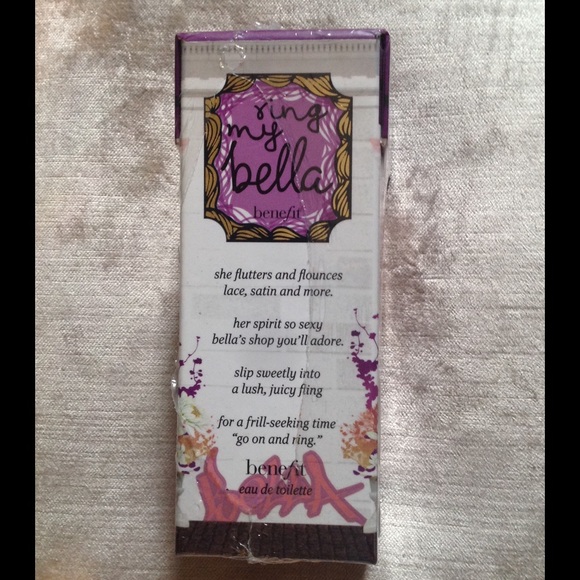 ring
my
bella
benefit
she flutters and flounces
lace, satin and more.
her spirit so sexy
bella's shop you'll adore.
slip sweetly into
a lush, juicy fling
for a frill-seeking time
"go on and ring."
benefit
eau de toilette